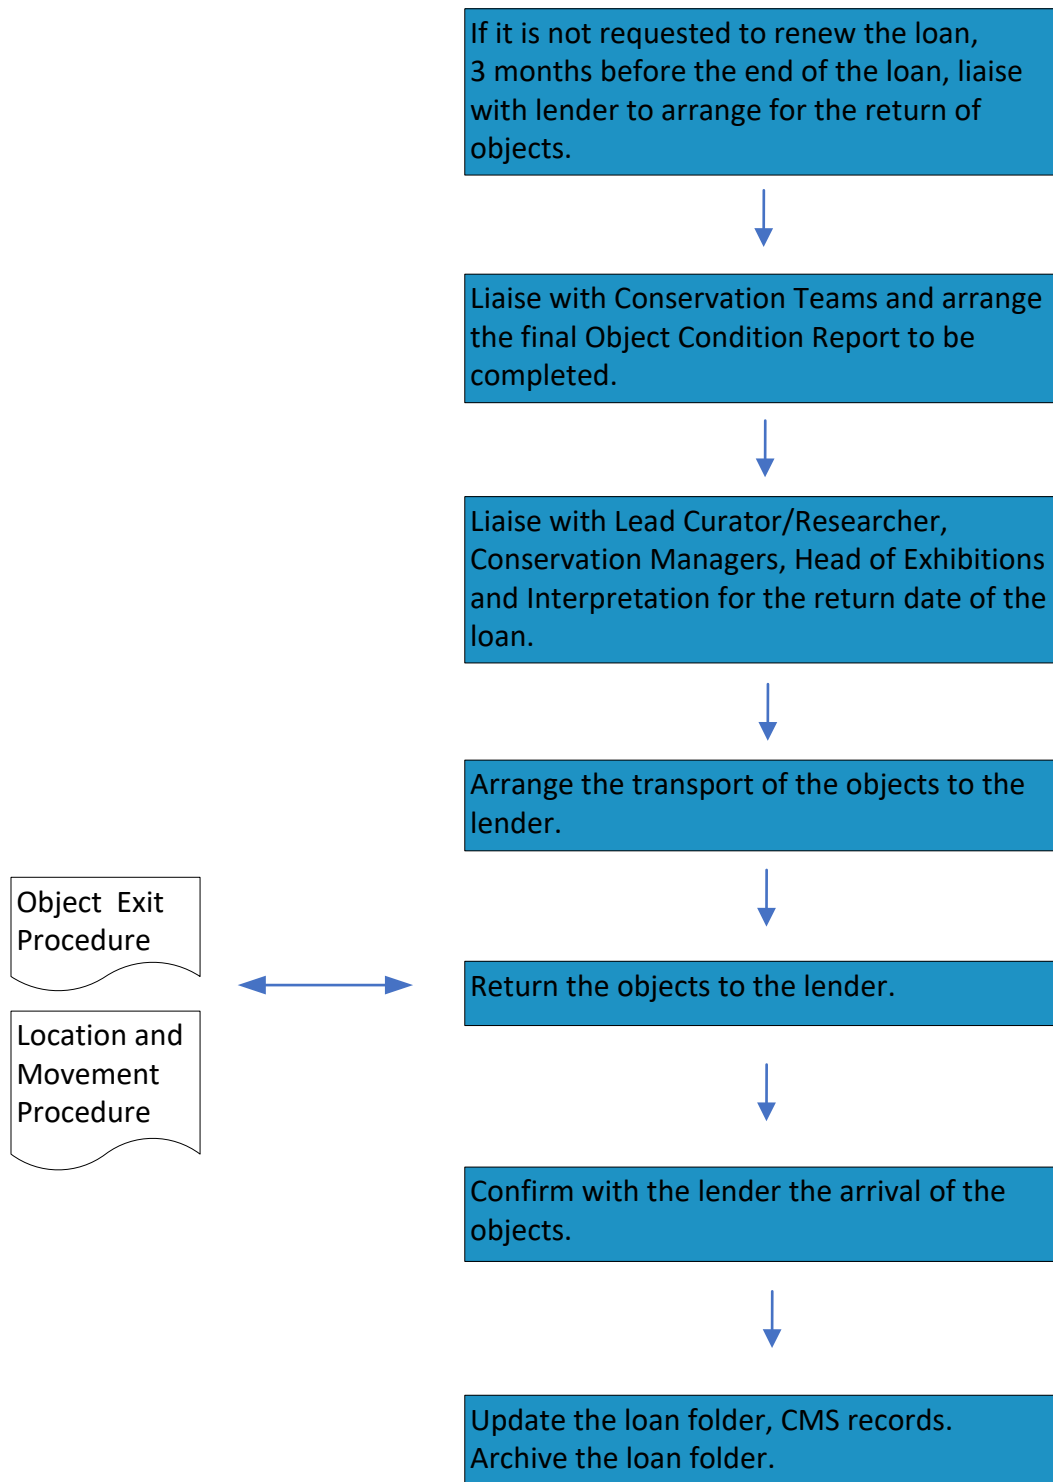 If it is not requested to renew the loan,
3 months before the end of the loan, liaise
with lender to arrange for the return of
objects.
Liaise with Conservation Teams and arrange
the final Object Condition Report to be
completed.
Liaise with Lead Curator/Researcher,
Conservation Managers, Head of Exhibitions
and Interpretation for the return date of the
loan.
Arrange the transport of the objects to the
lender.
Object Exit
Procedure
Location and
Movement
Procedure
Return the objects to the lender.
Confirm with the lender the arrival of the
objects.
Update the loan folder, CMS records.
Archive the loan folder.